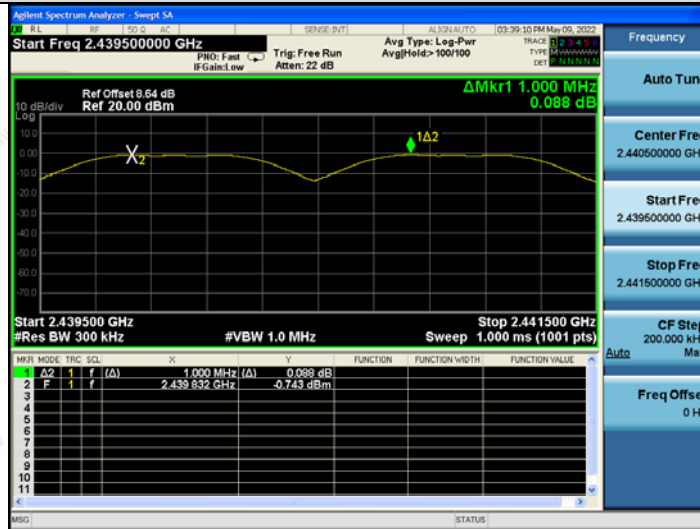 Agilent Spectrum Analyzer - Swept SA
RL RF 50 Ω AC SENSE:INT ALIGN AUTO 03:39:10 PM May 09, 2022
Start Freq 2.439500000 GHz
PNO: Fast
IFGain:Low
Trig: Free Run
Atten: 22 dB
Avg Type: Log-Pwr
Avg|Hold:>100/100
TRACE 1 2 3 4 5 6
TYPE M
DET P N N N N N
ΔMkr1 1.000 MHz
0.088 dB
Ref Offset 8.64 dB
10 dB/div Ref 20.00 dBm
Log
10.0
0.00
-10.0
-20.0
-30.0
-40.0
-50.0
-60.0
-70.0
X2
1Δ2
Start 2.439500 GHz Stop 2.441500 GHz
#Res BW 300 kHz #VBW 1.0 MHz Sweep 1.000 ms (1001 pts)
MKR MODE TRC SCL X Y FUNCTION FUNCTION WIDTH FUNCTION VALUE
1 Δ2 1 f (Δ) 1.000 MHz (Δ) 0.088 dB
2 F 1 f 2.439 832 GHz -0.743 dBm
3
4
5
6
7
8
9
10
11
MSG STATUS
Frequency
Auto Tun
Center Fre
2.440500000 GH
Start Fre
2.439500000 GH
Stop Fre
2.441500000 GH
CF Ste
200.000 kH
Auto Ma
Freq Offse
0 H